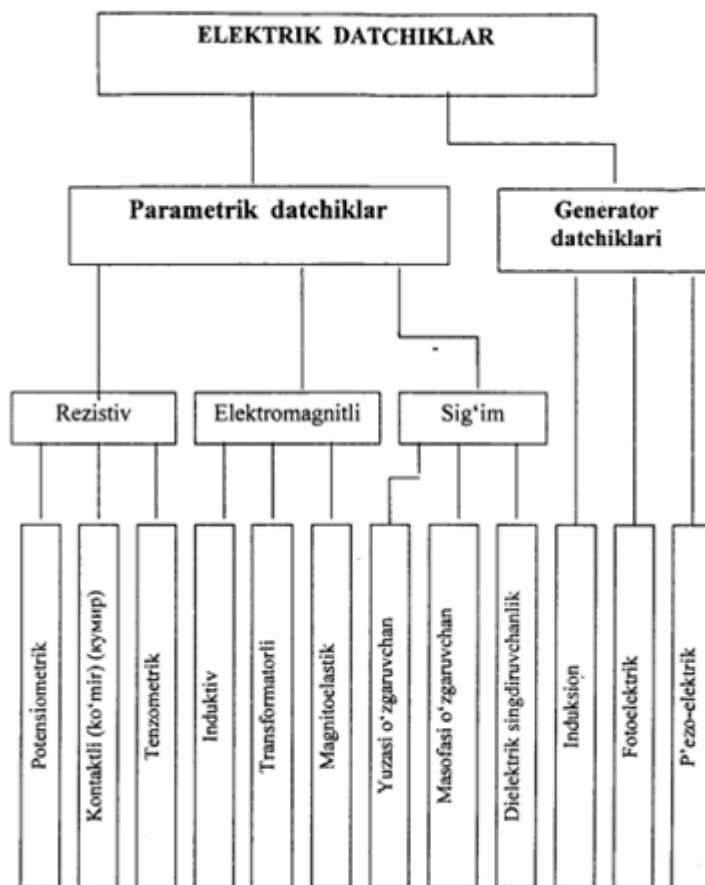 ELEKTRIK DATCHIKLAR
Parametrik datchiklar
Generator
datchiklari
Rezistiv
Elektromagnitli
Sig‘im
Potensiometrik
Kontaktli (ko‘mir) (кумир)
Tenzometrik
Induktiv
Transformatorli
Magnitoelastik
Yuzasi o‘zgaruvchan
Masofasi o‘zgaruvchan
Dielektrik singdiruvchanlik
Induksion
Fotoelektrik
P'ezo-elektrik